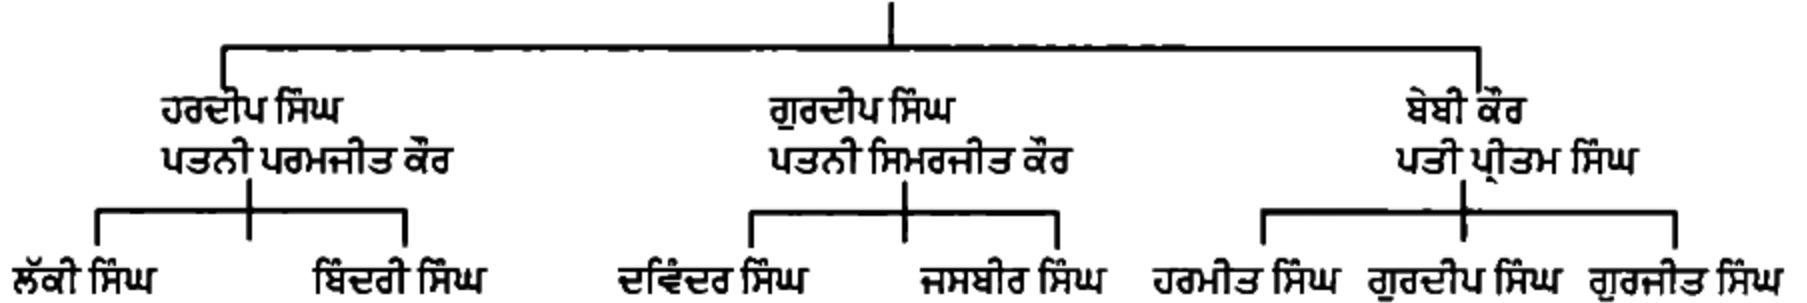 ਹਰਦੀਪ ਸਿੰਘ ਗੁਰਦੀਪ ਸਿੰਘ ਬੇਬੀ ਕੌਰ
ਪਤਨੀ ਪਰਮਜੀਤ ਕੌਰ ਪਤਨੀ ਸਿਮਰਜੀਤ ਕੌਰ ਪਤੀ ਪ੍ਰੀਤਮ ਸਿੰਘ
ਲੱਕੀ ਸਿੰਘ ਬਿੰਦਰੀ ਸਿੰਘ ਦਵਿੰਦਰ ਸਿੰਘ ਜਸਬੀਰ ਸਿੰਘ ਹਰਮੀਤ ਸਿੰਘ ਗੁਰਦੀਪ ਸਿੰਘ ਗੁਰਜੀਤ ਸਿੰਘ